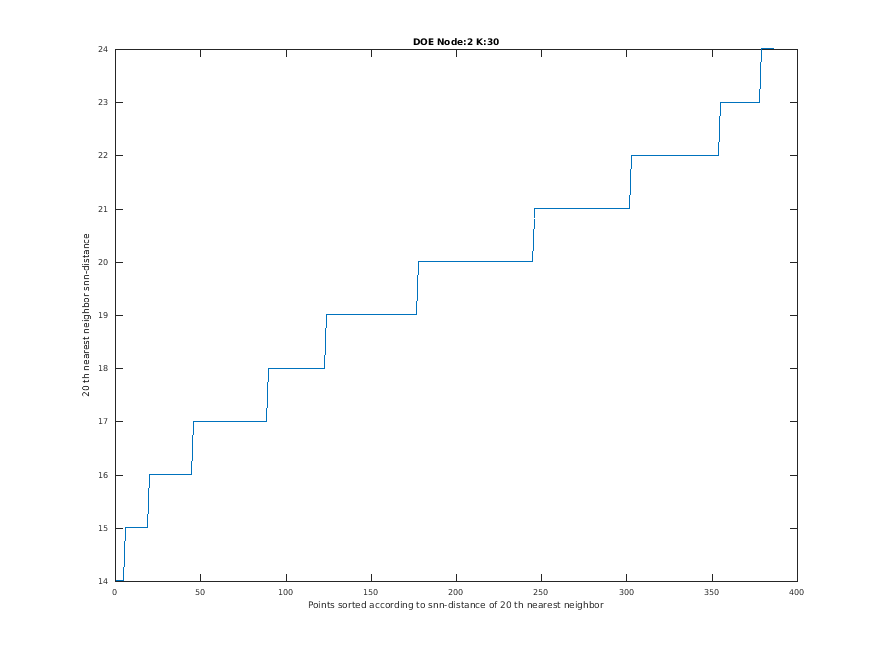 DOE Node:2 K:30
24
23
22
21
20
19
18
17
16
15
14
20 th nearest neighbor snn-distance
0 50 100 150 200 250 300 350 400
Points sorted according to snn-distance of 20 th nearest neighbor